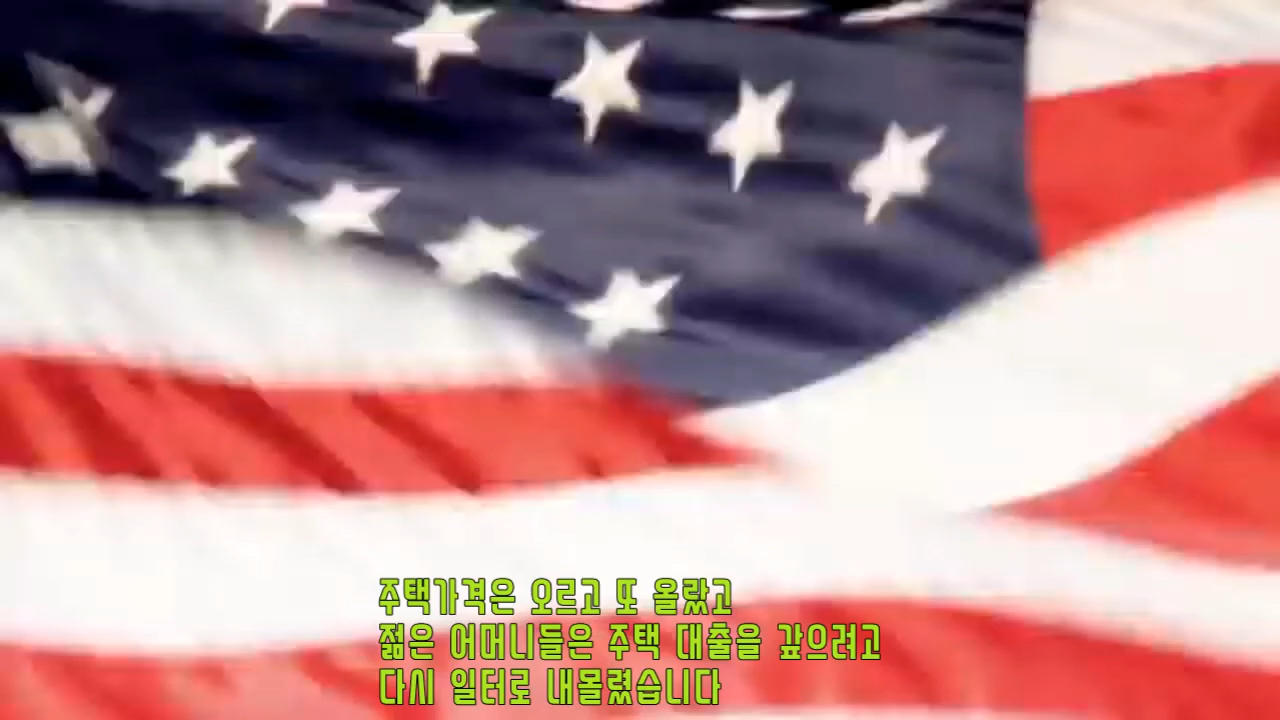 주택가격은 오르고 또 올랐고
젊은 어머니들은 주택 대출을 갚으려고
다시 일터로 내몰렸습니다